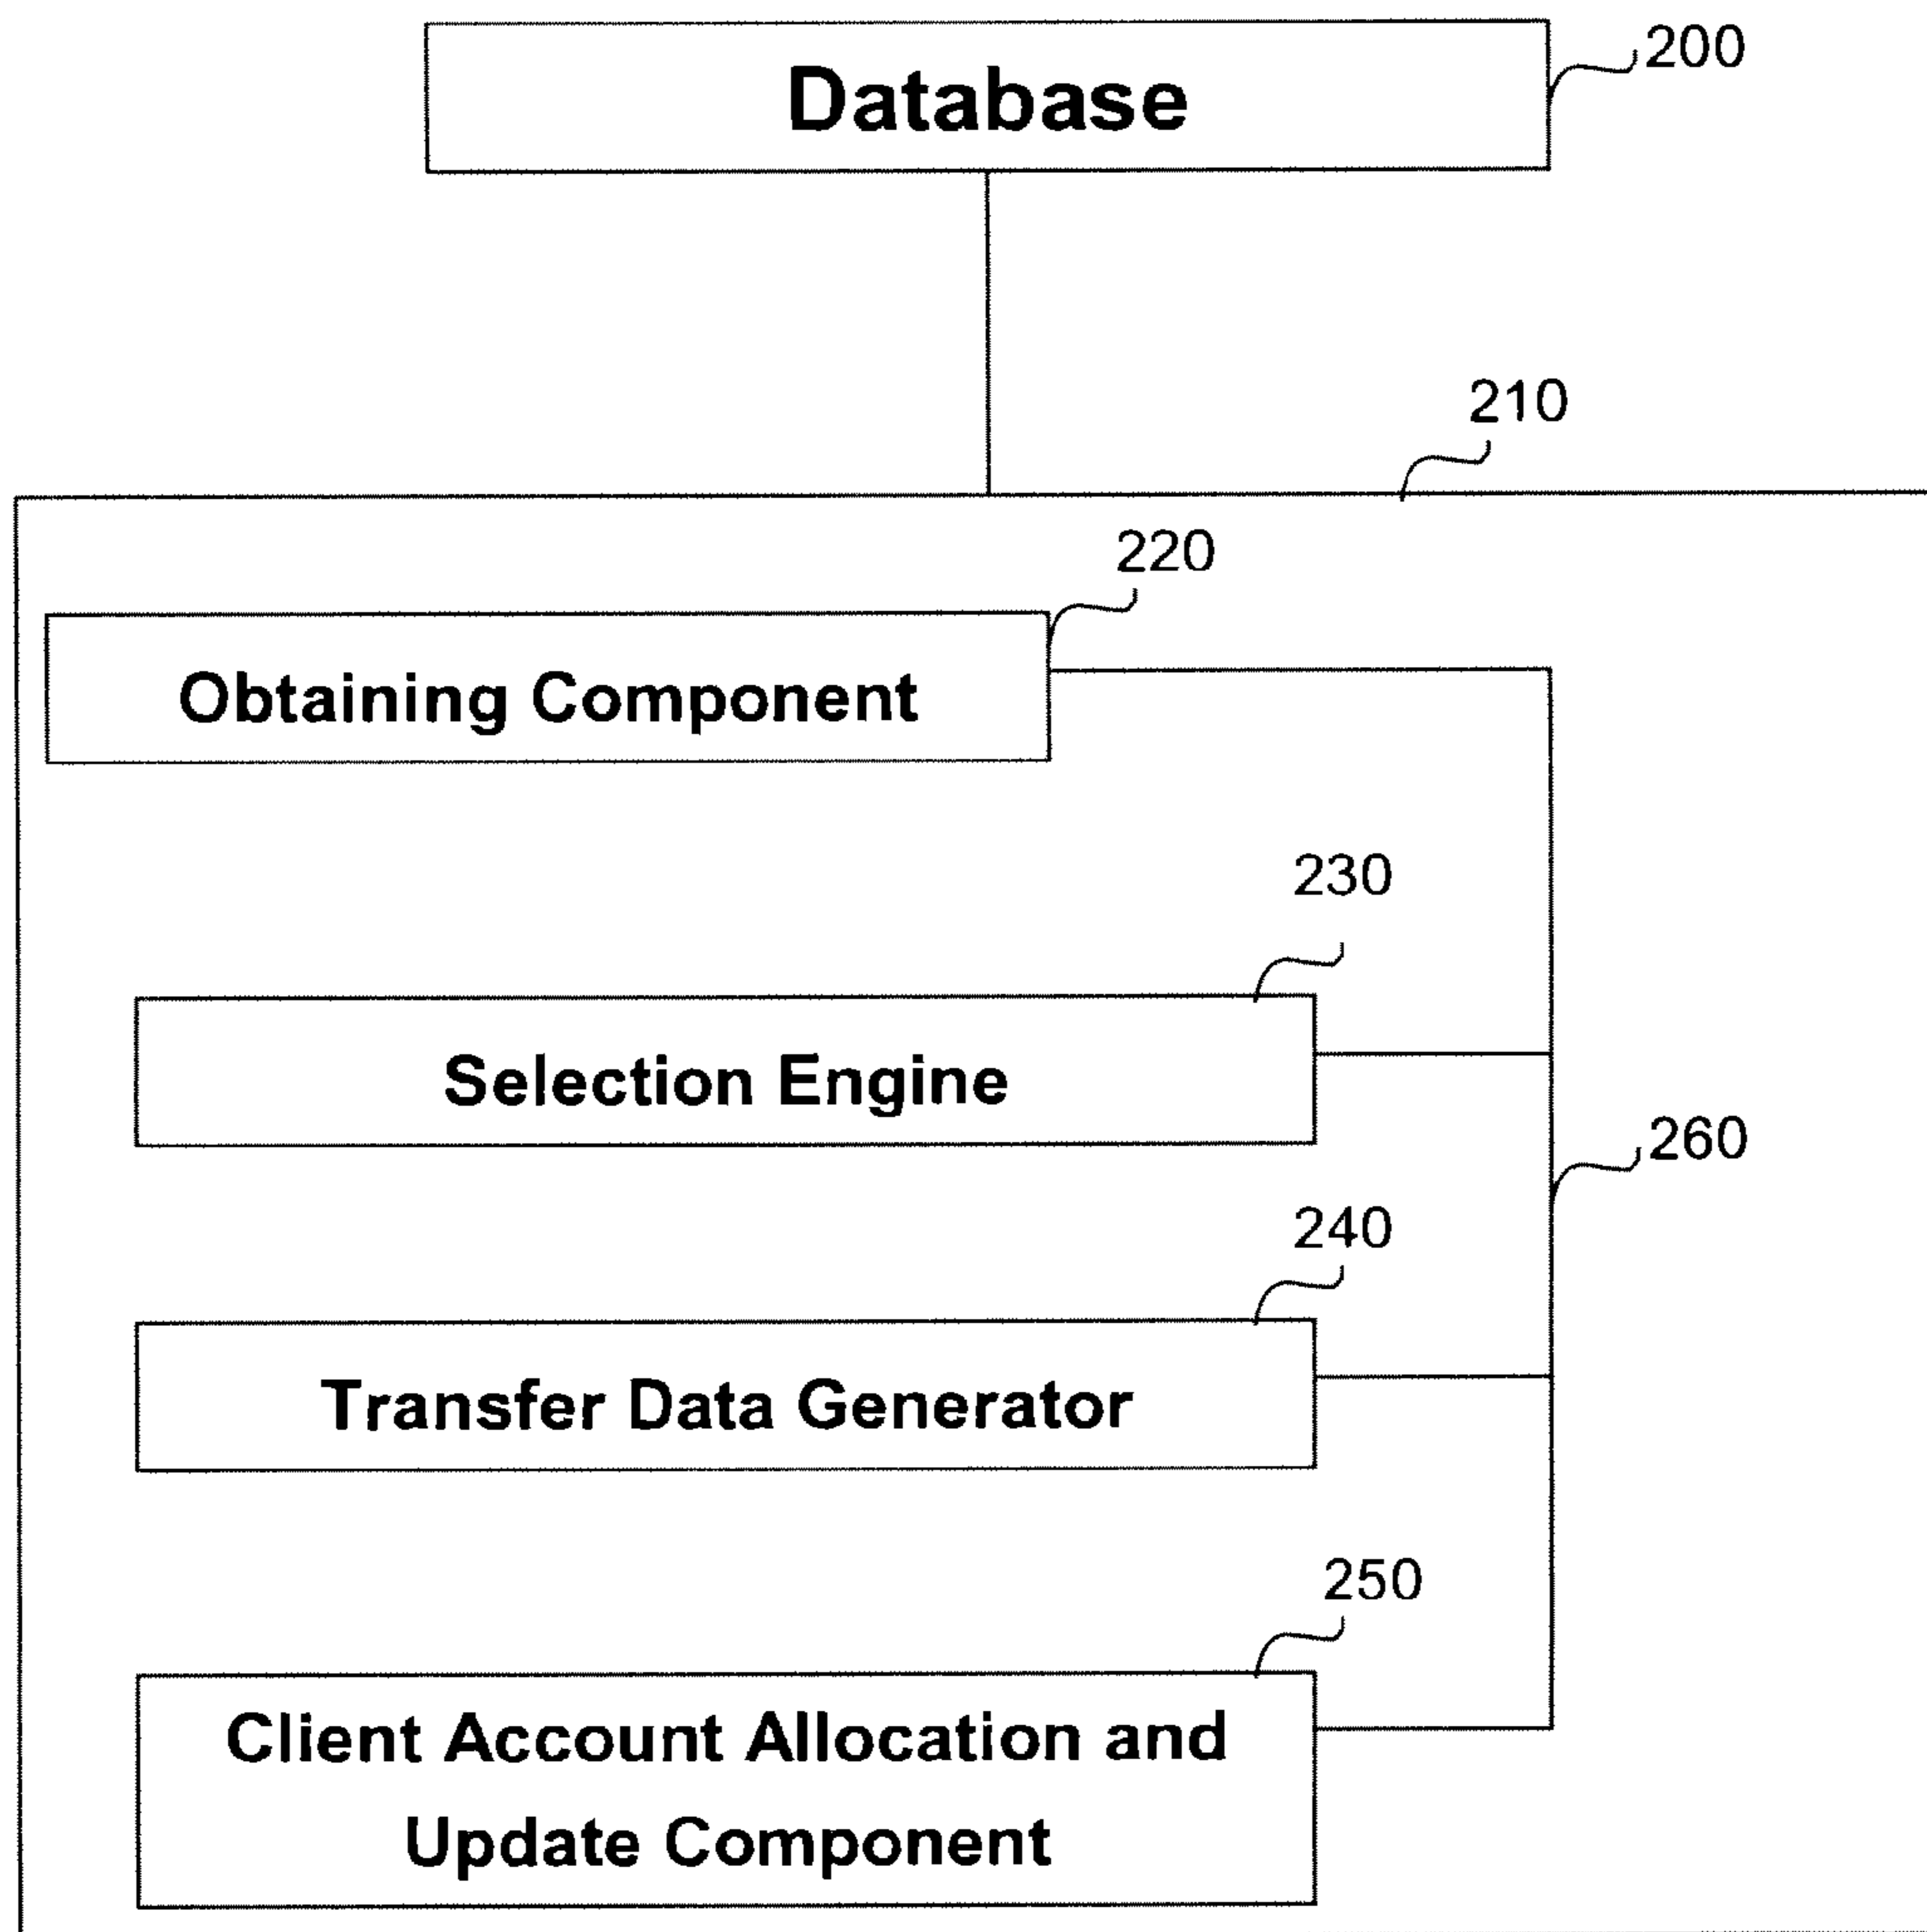 Database
200
210
220
Obtaining Component
230
Selection Engine
260
240
Transfer Data Generator
250
Client Account Allocation and
Update Component